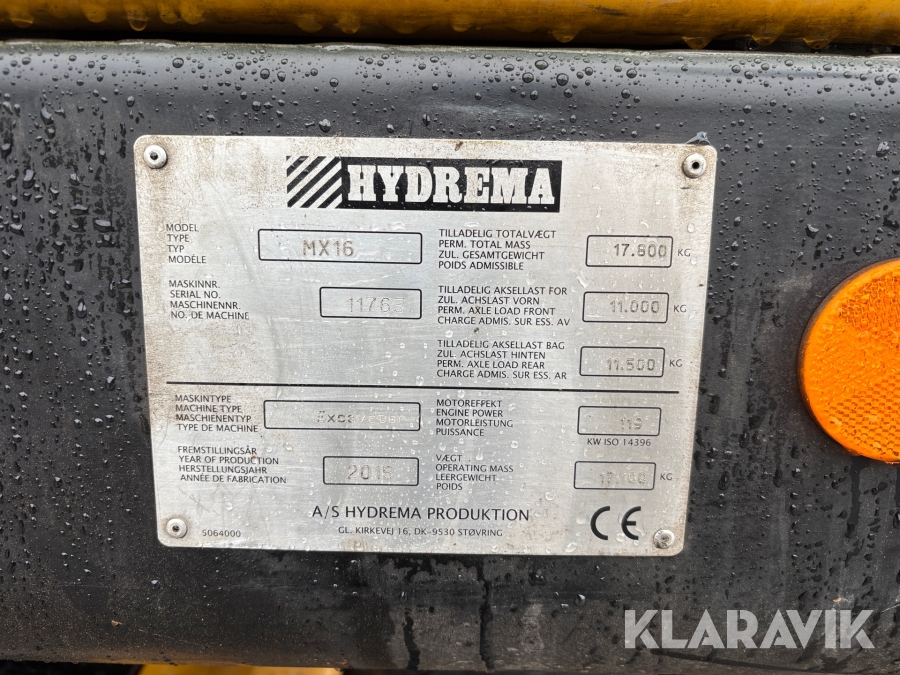 HYDREMA
MODEL
TYPE
TYP
MODÈLE
MX16
MASKINNR.
SERIAL NO.
MASCHINENNR.
NO. DE MACHINE
TILLADELIG TOTALVÆGT
PERM. TOTAL MASS
ZUL. GESAMTGEWICHT
POIDS ADMISSIBLE
17.800 KG
TILLADELIG AKSELLAST FOR
ZUL. ACHSLAST VORN
PERM. AXLE LOAD FRONT
CHARGE ADMIS. SUR ESS. AV
11.000 KG
TILLADELIG AKSELLAST BAG
ZUL. ACHSLAST HINTEN
PERM. AXLE LOAD REAR
CHARGE ADMIS. SUR ESS. AR
11.500 KG
MASKINTYPE
MACHINE TYPE
MASCHIENENTYP
TYPE DE MACHINE
FREMSTILLINGSÅR
YEAR OF PRODUCTION
HERSTELLUNGSJAHR
ANNÉE DE FABRICATION
MOTOREFFEKT
ENGINE POWER
MOTORLEISTUNG
PUISSANCE
KW ISO 14396
VÆGT
OPERATING MASS
LEERGEWICHT
POIDS
KG
A/S HYDREMA PRODUKTION
GL. KIRKEVEJ 16, DK-9530 STØVRING
5064000
CE
KLARAVIK